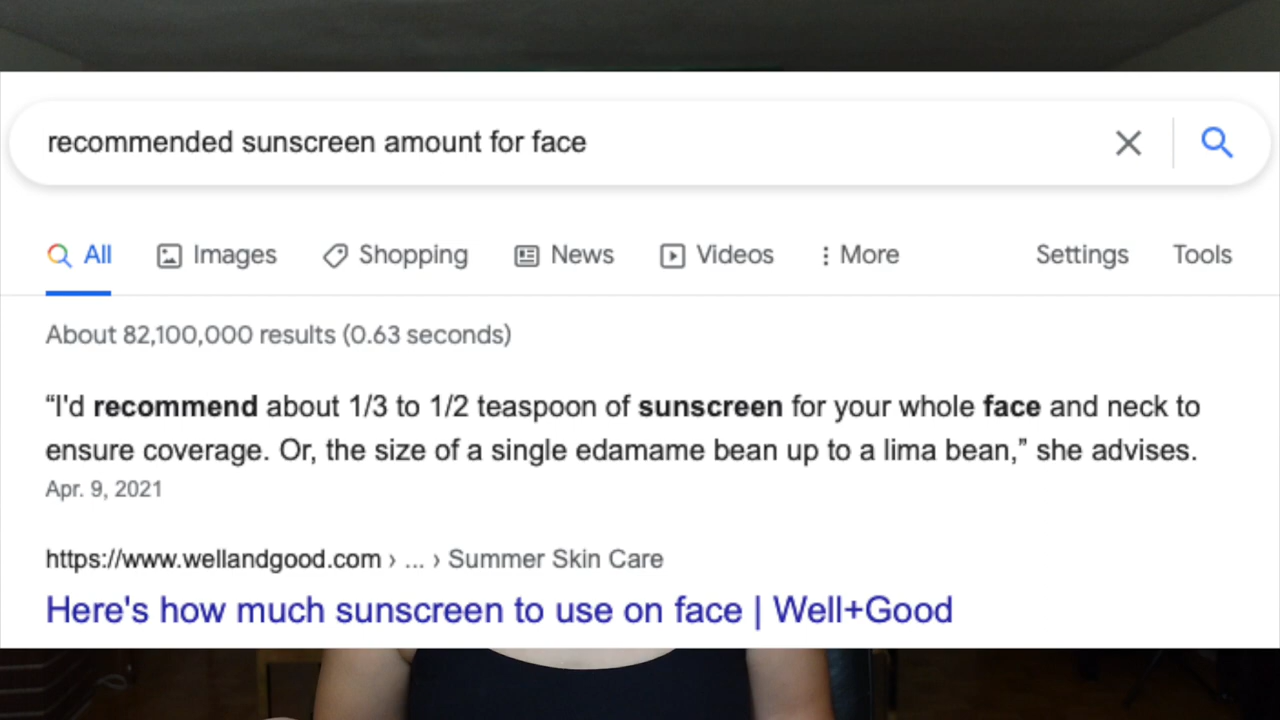 recommended sunscreen amount for face
All Images Shopping News Videos More Settings Tools
About 82,100,000 results (0.63 seconds)
“I'd recommend about 1/3 to 1/2 teaspoon of sunscreen for your whole face and neck to
ensure coverage. Or, the size of a single edamame bean up to a lima bean,” she advises.
Apr. 9, 2021
https://www.wellandgood.com › ... › Summer Skin Care
Here's how much sunscreen to use on face | Well+Good